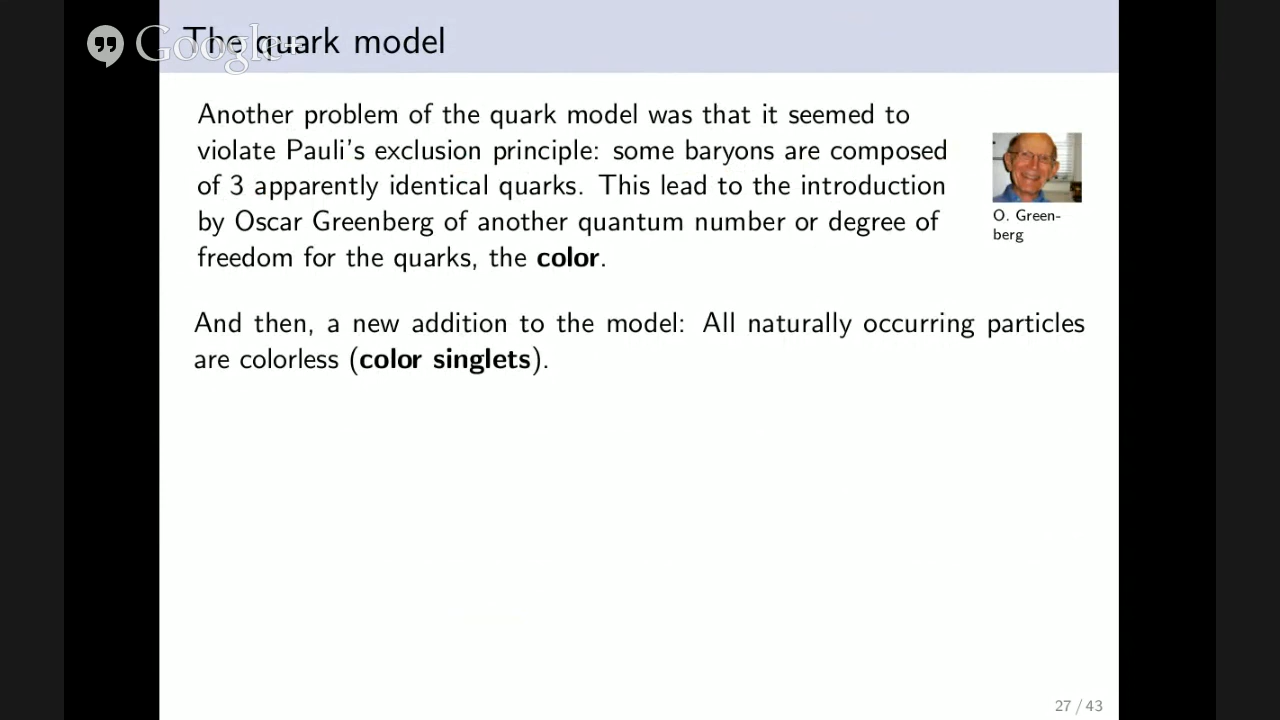 Google+
The quark model
Another problem of the quark model was that it seemed to
violate Pauli's exclusion principle: some baryons are composed
of 3 apparently identical quarks. This lead to the introduction
by Oscar Greenberg of another quantum number or degree of
freedom for the quarks, the color.
O. Green-
berg
And then, a new addition to the model: All naturally occurring particles
are colorless (color singlets).
27 / 43